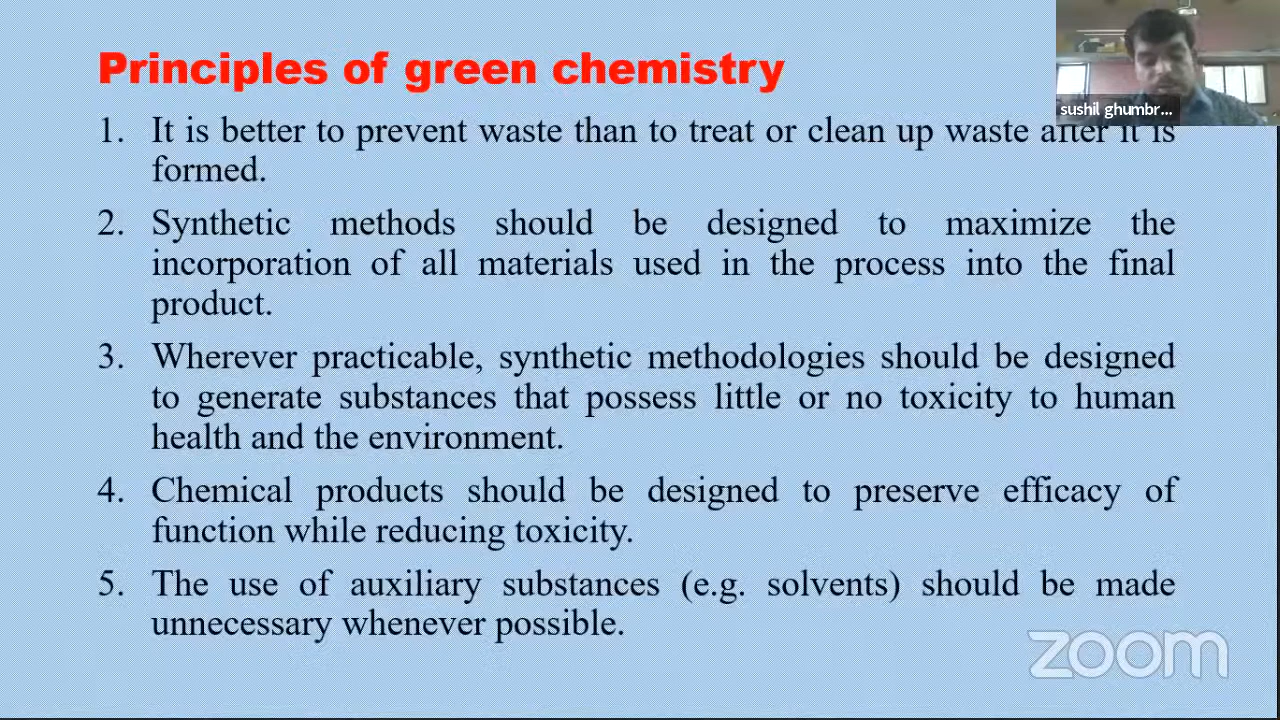 Principles of green chemistry
sushil ghumbr...
1. It is better to prevent waste than to treat or clean up waste after it is
formed.
2. Synthetic methods should be designed to maximize the
incorporation of all materials used in the process into the final
product.
3. Wherever practicable, synthetic methodologies should be designed
to generate substances that possess little or no toxicity to human
health and the environment.
4. Chemical products should be designed to preserve efficacy of
function while reducing toxicity.
5. The use of auxiliary substances (e.g. solvents) should be made
unnecessary whenever possible.
zoom